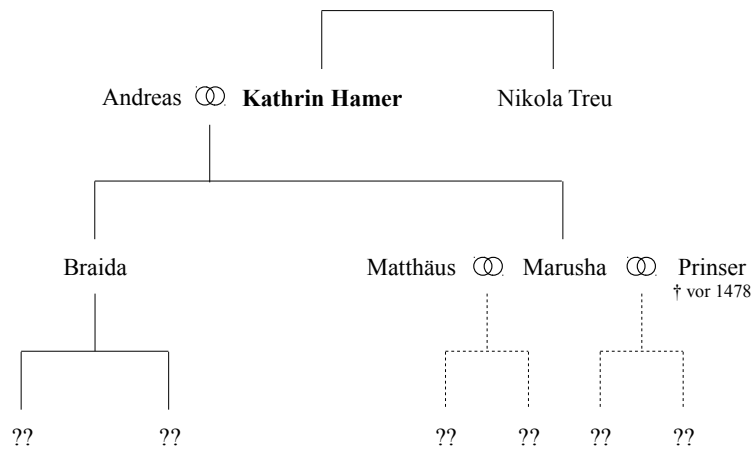 Andreas Kathrin Hamer Nikola Treu
Braida Matthäus Marusha Prinser
† vor 1478
?? ?? ?? ?? ?? ??